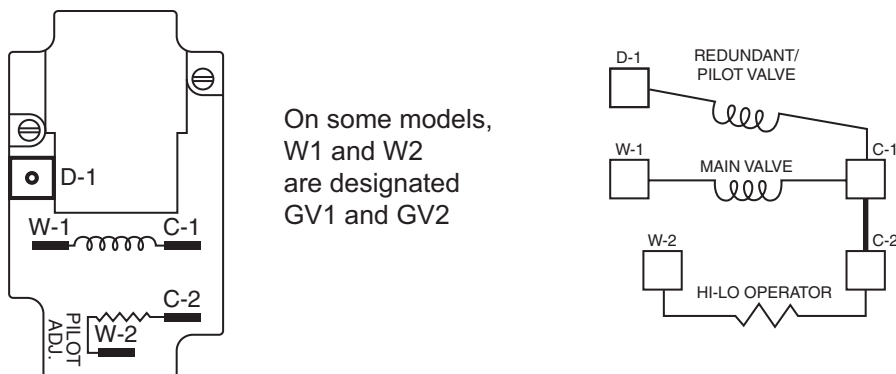 D-1
W-1 C-1
C-2
W-2
PILOT
ADJ.
On some models,
W1 and W2
are designated
GV1 and GV2
D-1
REDUNDANT/
PILOT VALVE
W-1
MAIN VALVE
C-1
W-2
C-2
HI-LO OPERATOR